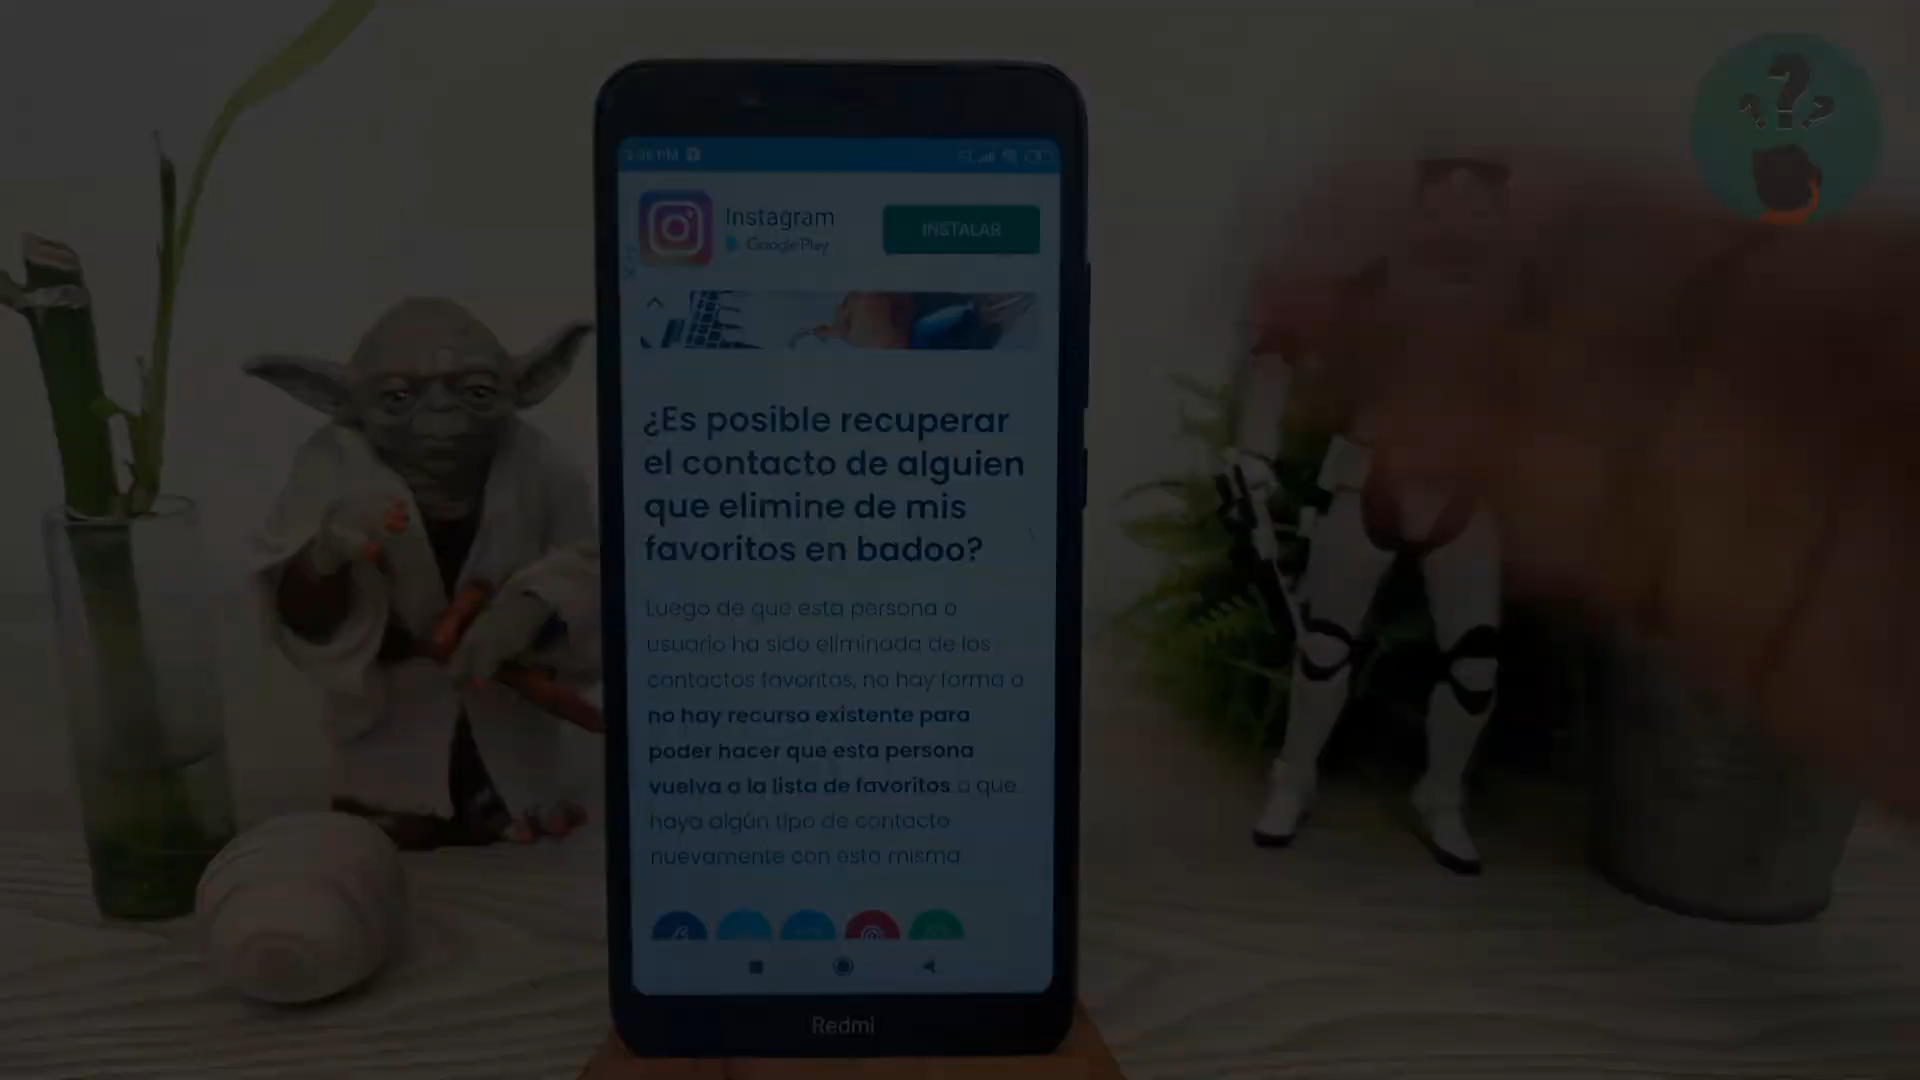 Instagram
Google Play
INSTALAR
¿Es posible recuperar
el contacto de alguien
que elimine de mis
favoritos en badoo?
Luego de que esta persona o
usuario ha sido eliminada de los
contactos favoritos, no hay forma o
no hay recurso existente para
poder hacer que esta persona
vuelva a la lista de favoritos o que
haya algún tipo de contacto
nuevamente con esta misma.
Redmi